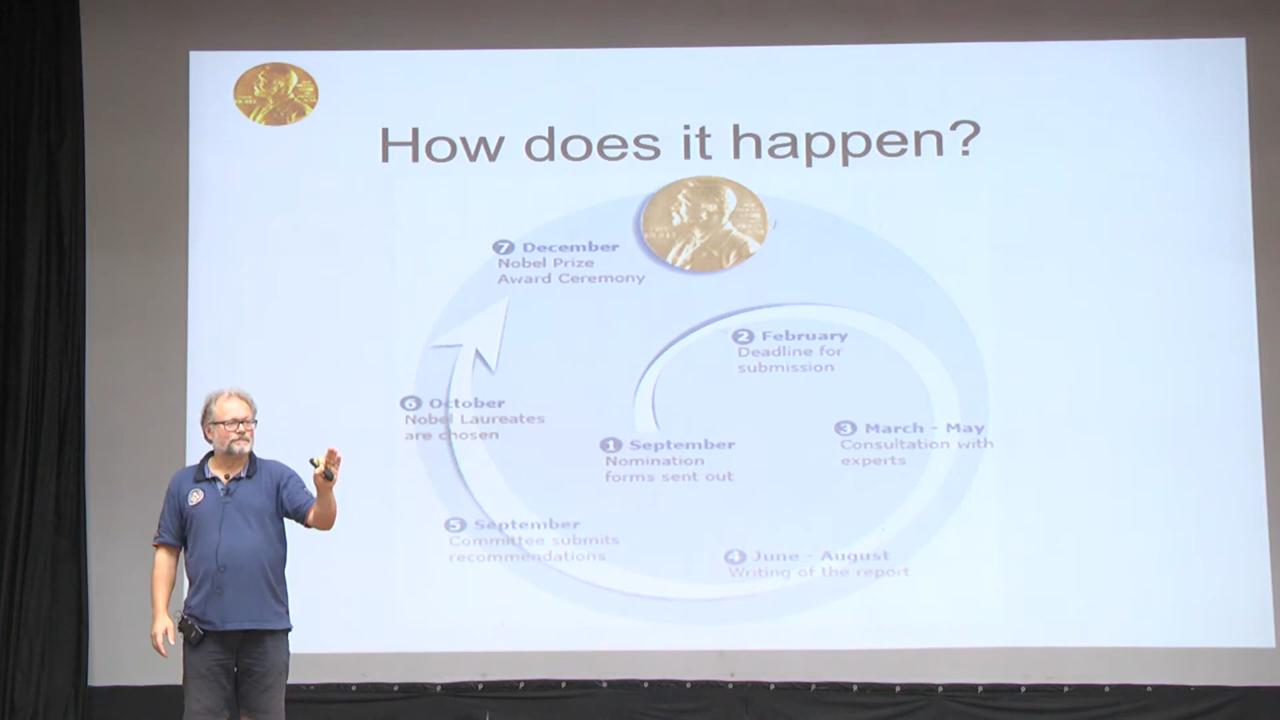 How does it happen?
7 December
Nobel Prize
Award Ceremony
2 February
Deadline for
submission
6 October
Nobel Laureates
are chosen
1 September
Nomination
forms sent out
3 March - May
Consultation with
experts
5 September
Committee submits
recommendations
4 June - August
Writing of the report